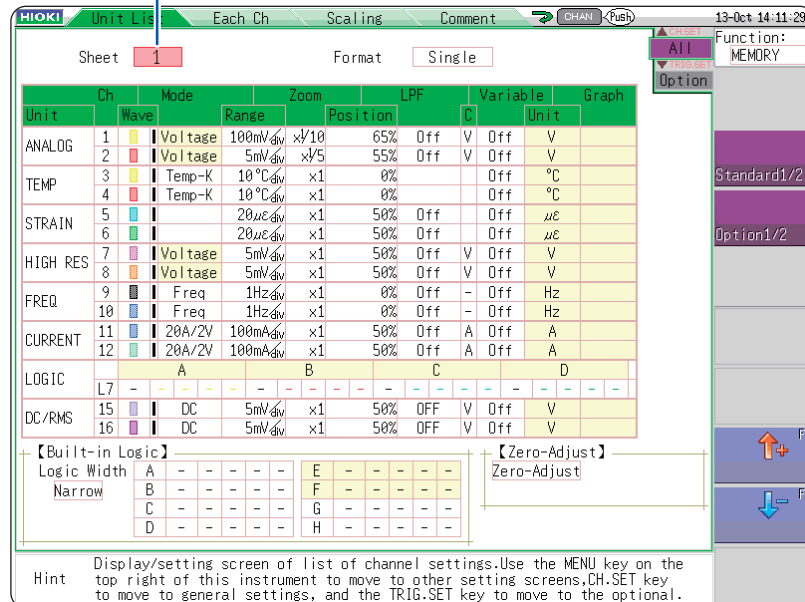 HIOKI Unit List Each Ch Scaling Comment CHAN Push 13-Oct 14:11:29
▲CH.SET Function:
Sheet 1 Format Single All MEMORY
▼TRIG.SET
Option
Ch Mode Zoom LPF Variable Graph
Unit Wave Range Position C Unit
ANALOG 1 Voltage 100mV/div x1/10 65% Off V Off V
2 Voltage 5mV/div x1/5 55% Off V Off V
TEMP 3 Temp-K 10°C/div x1 0% Off °C
4 Temp-K 10°C/div x1 0% Off °C
STRAIN 5 20με/div x1 50% Off Off με
6 20με/div x1 50% Off Off με
HIGH RES 7 Voltage 5mV/div x1 50% Off V Off V
8 Voltage 5mV/div x1 50% Off V Off V
FREQ 9 Freq 1Hz/div x1 0% Off - Off Hz
10 Freq 1Hz/div x1 0% Off - Off Hz
CURRENT 11 20A/2V 100mA/div x1 50% Off A Off A
12 20A/2V 100mA/div x1 50% Off A Off A
LOGIC A B C D
L7 - - - - - - - - - - - - - - - -
DC/RMS 15 DC 5mV/div x1 50% OFF V Off V
16 DC 5mV/div x1 50% OFF V Off V
Standard1/2
Option1/2
【Built-in Logic】 【Zero-Adjust】
Logic Width A - - - - E - - - - Zero-Adjust
Narrow B - - - - F - - - -
C - - - - G - - - -
D - - - - H - - - -
Hint Display/setting screen of list of channel settings.Use the MENU key on the
top right of this instrument to move to other setting screens,CH.SET key
to move to general settings, and the TRIG.SET key to move to the optional.